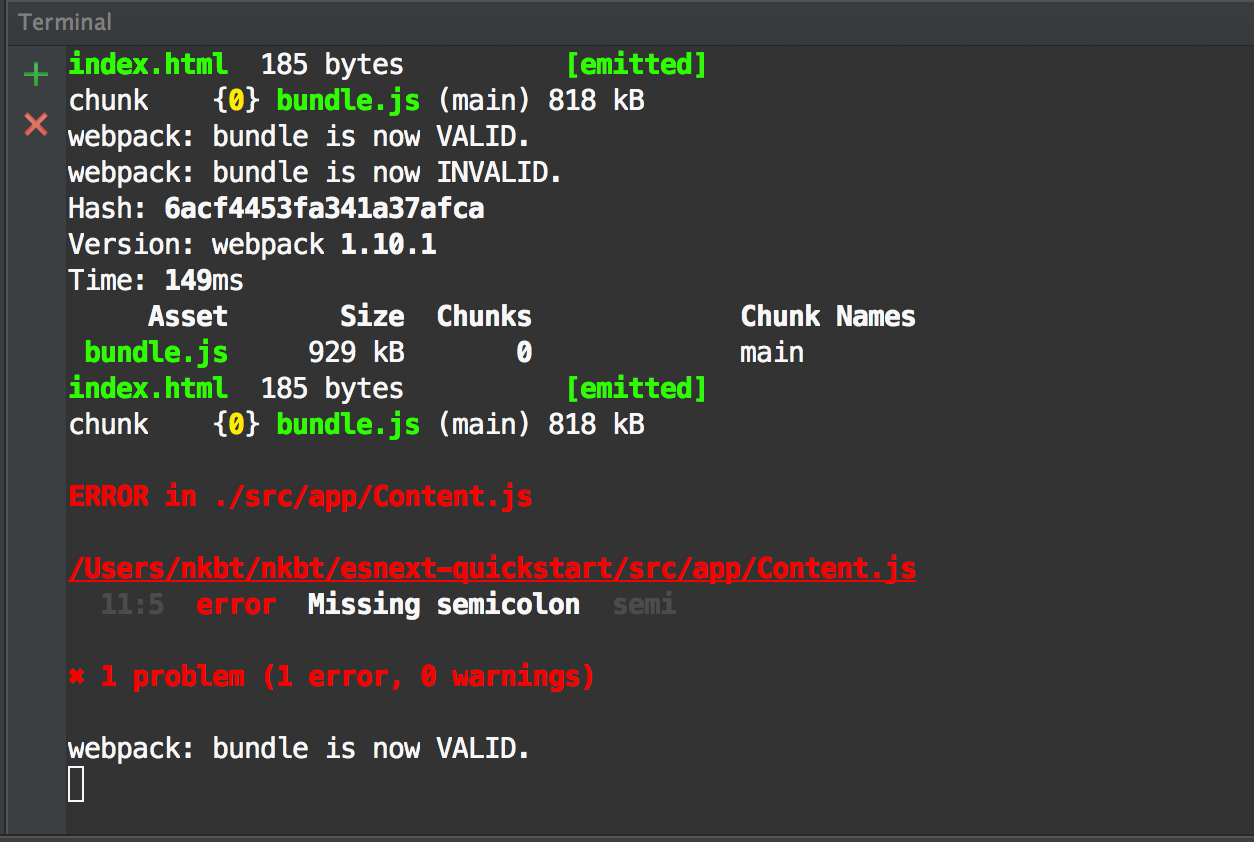 Terminal
index.html  185 bytes          [emitted]
chunk    {0} bundle.js (main) 818 kB
webpack: bundle is now VALID.
webpack: bundle is now INVALID.
Hash: 6acf4453fa341a37afca
Version: webpack 1.10.1
Time: 149ms
     Asset       Size  Chunks             Chunk Names
 bundle.js     929 kB       0             main
index.html  185 bytes          [emitted]
chunk    {0} bundle.js (main) 818 kB
ERROR in ./src/app/Content.js
/Users/nkbt/nkbt/esnext-quickstart/src/app/Content.js
  11:5  error  Missing semicolon  semi
✖ 1 problem (1 error, 0 warnings)
webpack: bundle is now VALID.